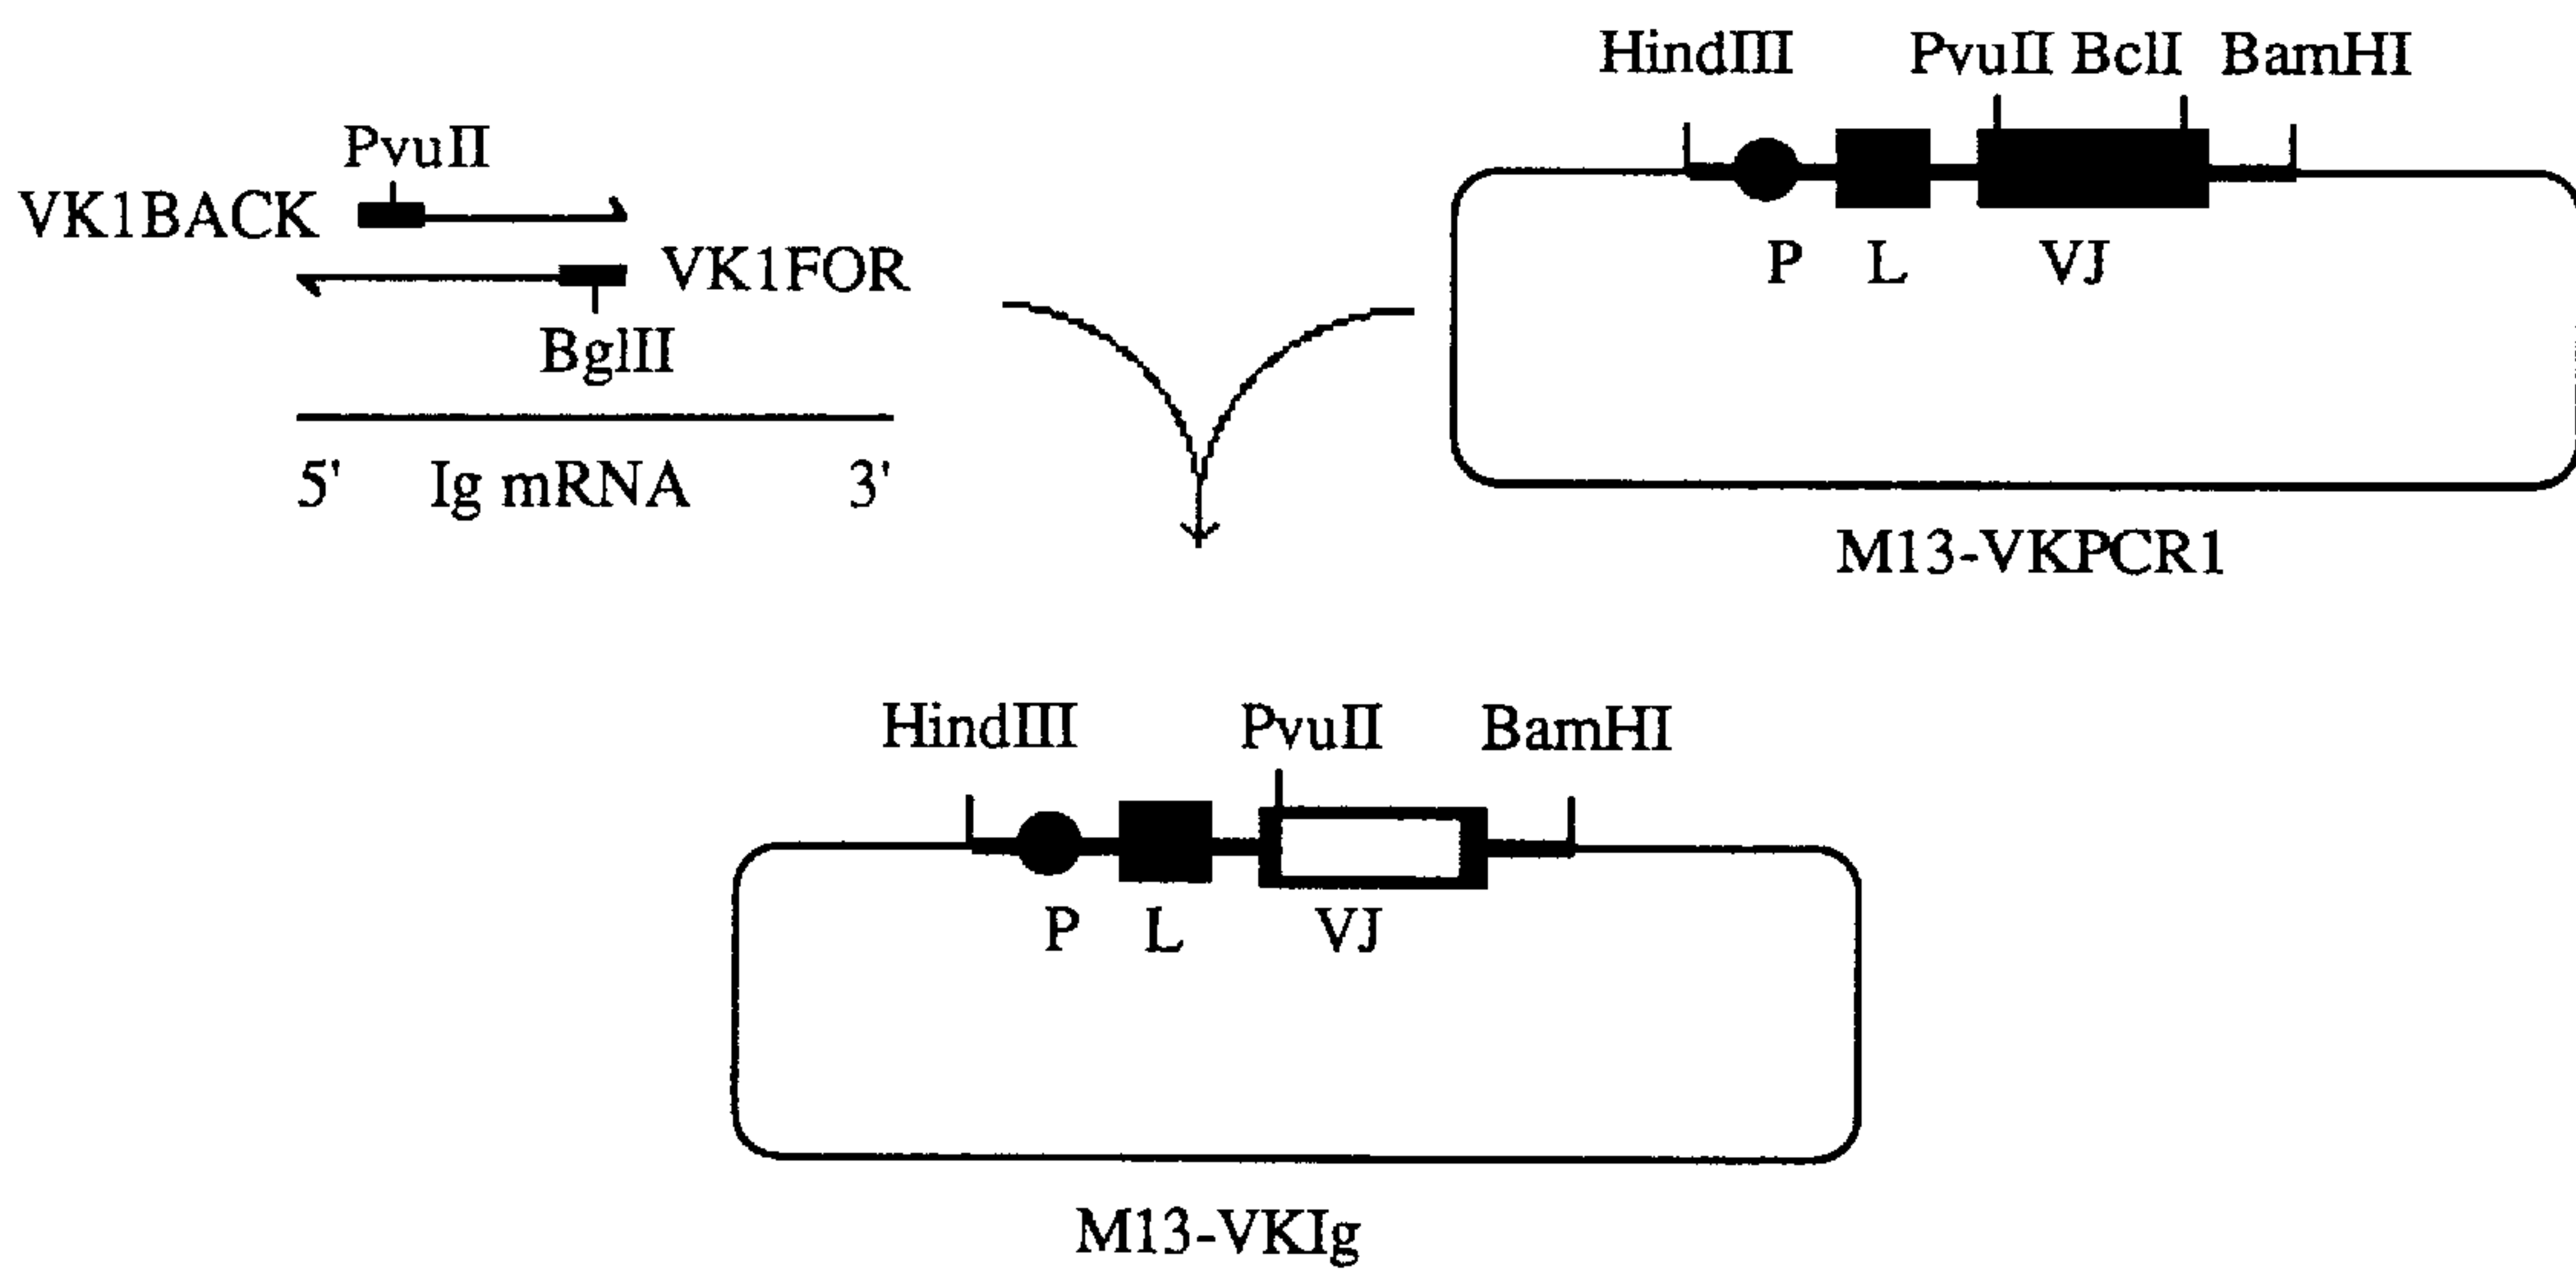 HindIII PvuII BclI BamHI
PvuII
VK1BACK
VK1FOR
P L VJ
BglII
5' Ig mRNA 3'
M13-VKPCR1
HindIII PvuII BamHI
P L VJ
M13-VKIg